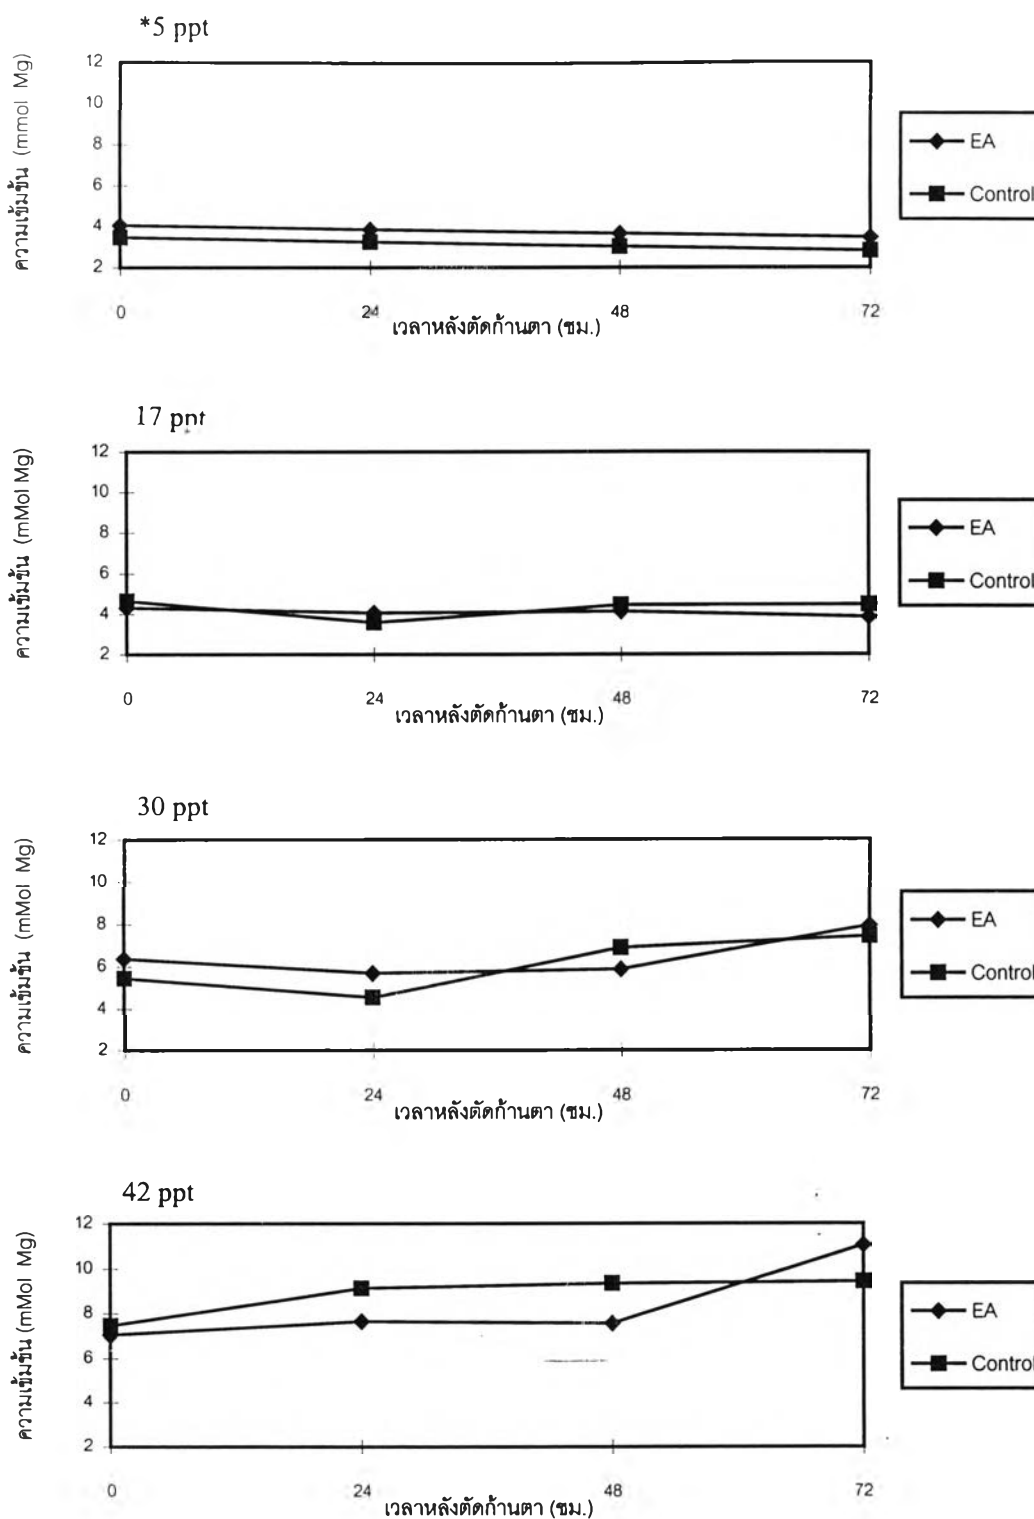 *5 ppt
ความเข้มข้น (mmol Mg)
12
10
8
6
4
2
0 24 48 72
เวลาหลังตัดก้านตา (ชม.)
EA
Control
17 ppt
ความเข้มข้น (mMol Mg)
12
10
8
6
4
2
0 24 48 72
เวลาหลังตัดก้านตา (ชม.)
EA
Control
30 ppt
ความเข้มข้น (mMol Mg)
12
10
8
6
4
2
0 24 48 72
เวลาหลังตัดก้านตา (ชม.)
EA
Control
42 ppt
ความเข้มข้น (mMol Mg)
12
10
8
6
4
2
0 24 48 72
เวลาหลังตัดก้านตา (ชม.)
EA
Control